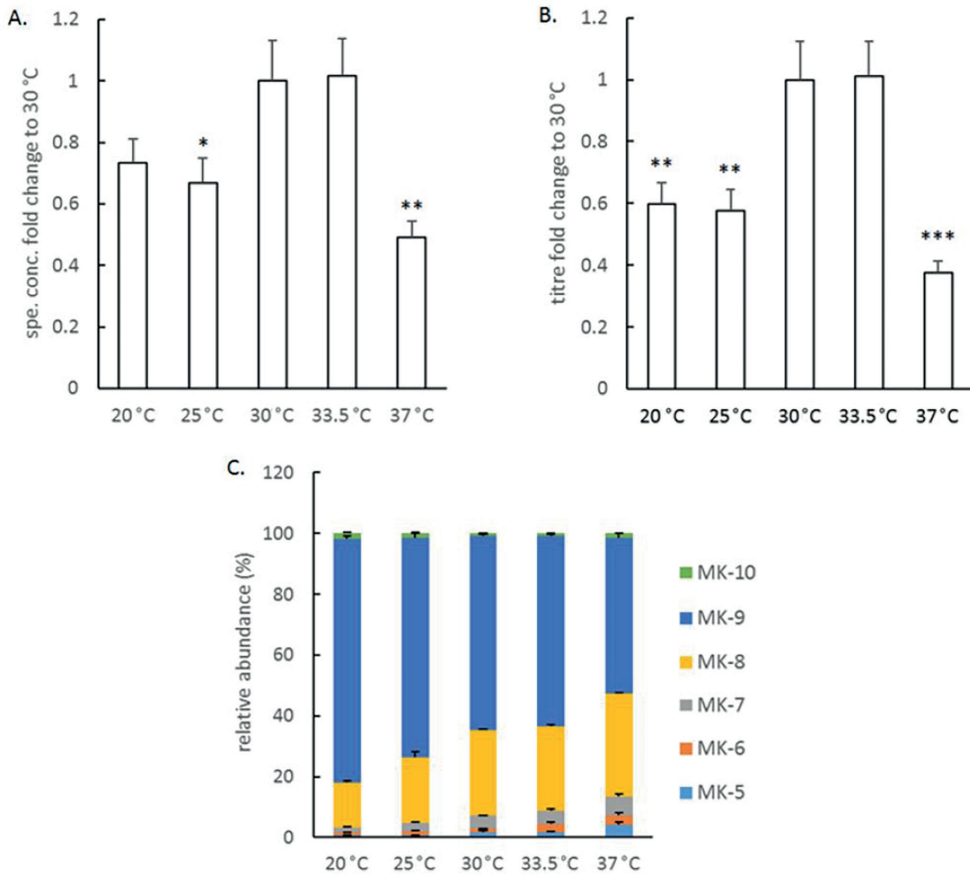 A.
spe. conc. fold change to 30 °C
1.2
1
0.8
0.6
0.4
0.2
0
*
**
20 °C 25 °C 30 °C 33.5 °C 37 °C
B.
titre fold change to 30 °C
1.2
1
0.8
0.6
0.4
0.2
0
**
**
***
20 °C 25 °C 30 °C 33.5 °C 37 °C
C.
relative abundance (%)
120
100
80
60
40
20
0
20 °C 25 °C 30 °C 33.5 °C 37 °C
MK-10
MK-9
MK-8
MK-7
MK-6
MK-5